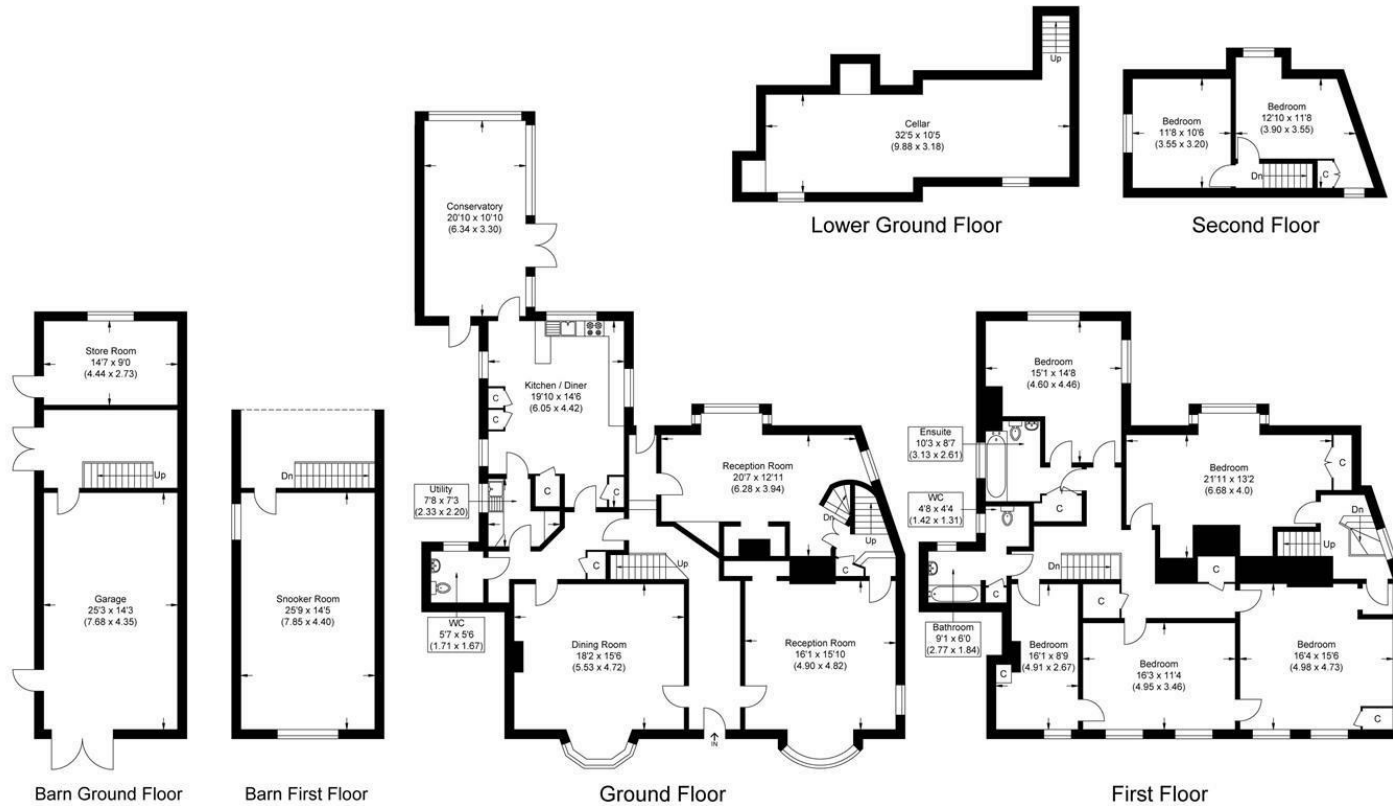 Up
Cellar
32'5 x 10'5
(9.88 x 3.18)
Lower Ground Floor
Bedroom
11'8 x 10'6
(3.55 x 3.20)
Bedroom
12'10 x 11'8
(3.90 x 3.55)
Dn
C
Second Floor
Store Room
14'7 x 9'0
(4.44 x 2.73)
Up
Garage
25'3 x 14'3
(7.68 x 4.35)
Barn Ground Floor
Dn
Snooker Room
25'9 x 14'5
(7.85 x 4.40)
Barn First Floor
Conservatory
20'10 x 10'10
(6.34 x 3.30)
Kitchen / Diner
19'10 x 14'6
(6.05 x 4.42)
C
C
C
C
Utility
7'8 x 7'3
(2.33 x 2.20)
Reception Room
20'7 x 12'11
(6.28 x 3.94)
Dn
Up
C
C
Up
WC
5'7 x 5'6
(1.71 x 1.67)
Dining Room
18'2 x 15'6
(5.53 x 4.72)
Reception Room
16'1 x 15'10
(4.90 x 4.82)
IN
Ground Floor
Bedroom
15'1 x 14'8
(4.60 x 4.46)
Ensuite
10'3 x 8'7
(3.13 x 2.61)
WC
4'8 x 4'4
(1.42 x 1.31)
C
Bedroom
21'11 x 13'2
(6.68 x 4.0)
C
Dn
Up
Dn
C
C
C
Bathroom
9'1 x 6'0
(2.77 x 1.84)
Bedroom
16'1 x 8'9
(4.91 x 2.67)
C
Bedroom
16'3 x 11'4
(4.95 x 3.46)
Bedroom
16'4 x 15'6
(4.98 x 4.73)
C
First Floor